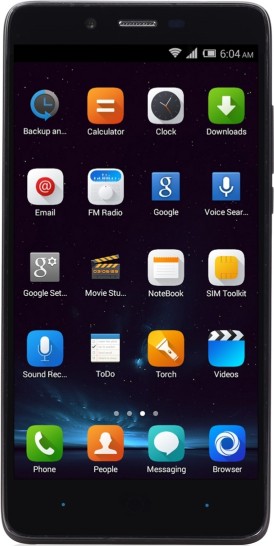 6:04 AM
Backup an... Calculator Clock Downloads
Email FM Radio Google Voice Sear...
Google Set... Movie Stu... NoteBook SIM Toolkit
Sound Rec... ToDo Torch Videos
Phone People Messaging Browser